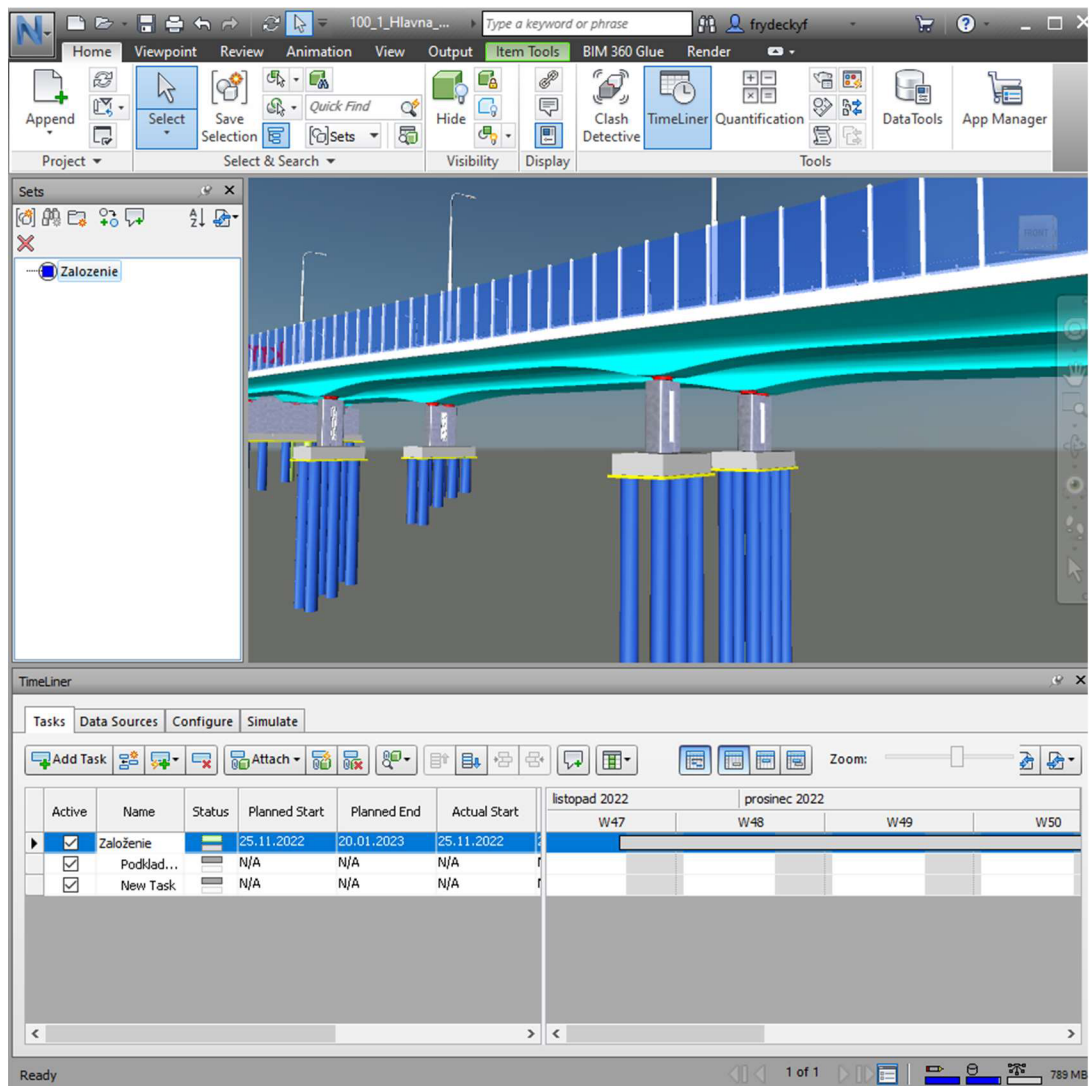 100_1_Hlavna_... Type a keyword or phrase frydeckyf
Home Viewpoint Review Animation View Output Item Tools BIM 360 Glue Render
Append Select Save Selection Quick Find Sets Hide Clash Detective TimeLiner Quantification DataTools App Manager
Project Select & Search Visibility Display Tools
Sets
Zalozenie
FRONT
TimeLiner
Tasks Data Sources Configure Simulate
Add Task Attach Zoom:
Active Name Status Planned Start Planned End Actual Start
listopad 2022 prosinec 2022
W47 W48 W49 W50
Založenie 25.11.2022 20.01.2023 25.11.2022
Podklad... N/A N/A N/A
New Task N/A N/A N/A
Ready 1 of 1 789 MB